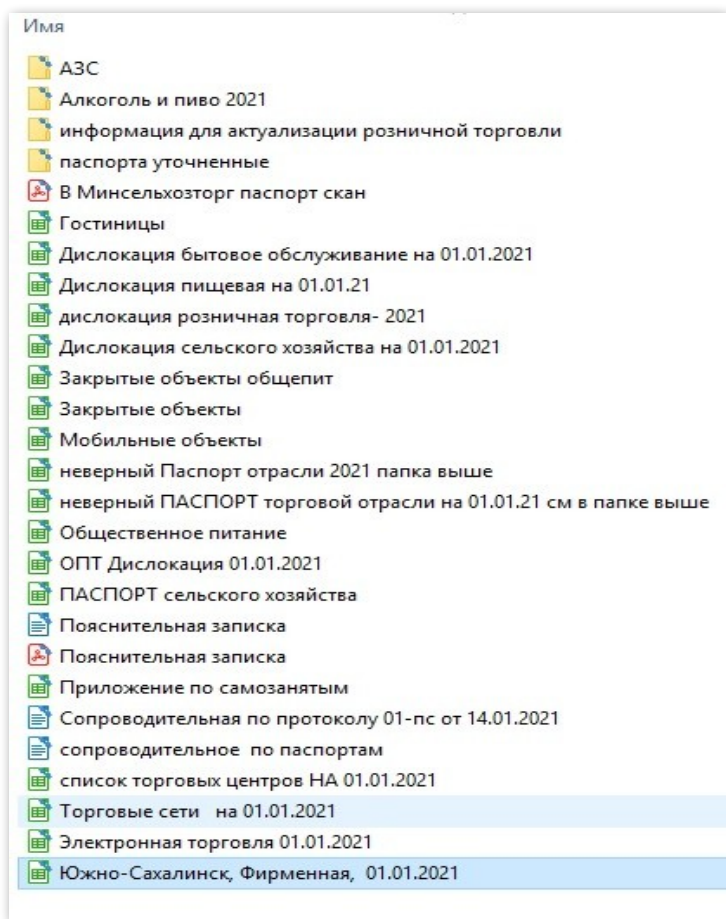 Имя
АЗС
Алкоголь и пиво 2021
информация для актуализации розничной торговли
паспорта уточненные
В Минсельхозторг паспорт скан
Гостиницы
Дислокация бытовое обслуживание на 01.01.2021
Дислокация пищевая на 01.01.21
дислокация розничная торговля- 2021
Дислокация сельского хозяйства на 01.01.2021
Закрытые объекты общепит
Закрытые объекты
Мобильные объекты
неверный Паспорт отрасли 2021 папка выше
неверный ПАСПОРТ торговой отрасли на 01.01.21 см в папке выше
Общественное питание
ОПТ Дислокация 01.01.2021
ПАСПОРТ сельского хозяйства
Пояснительная записка
Пояснительная записка
Приложение по самозанятым
Сопроводительная по протоколу 01-пс от 14.01.2021
сопроводительное  по паспортам
список торговых центров НА 01.01.2021
Торговые сети   на 01.01.2021
Электронная торговля 01.01.2021
Южно-Сахалинск, Фирменная,  01.01.2021